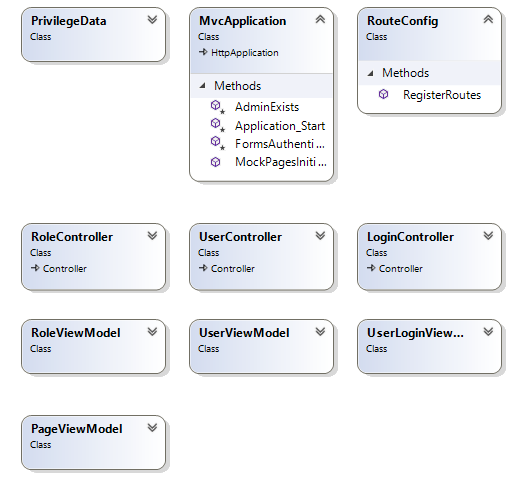 PrivilegeData
Class
MvcApplication
Class
HttpApplication
Methods
AdminExists
Application_Start
FormsAuthenti...
MockPagesIniti...
RouteConfig
Class
Methods
RegisterRoutes
RoleController
Class
Controller
UserController
Class
Controller
LoginController
Class
Controller
RoleViewModel
Class
UserViewModel
Class
UserLoginView...
Class
PageViewModel
Class